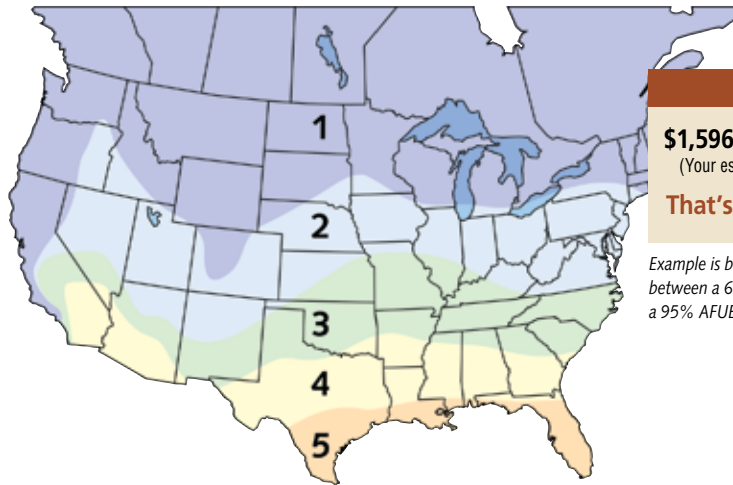 1
2
3
4
5
$1,596
(Your es
That's
Example is b
between a 6
a 95% AFUE